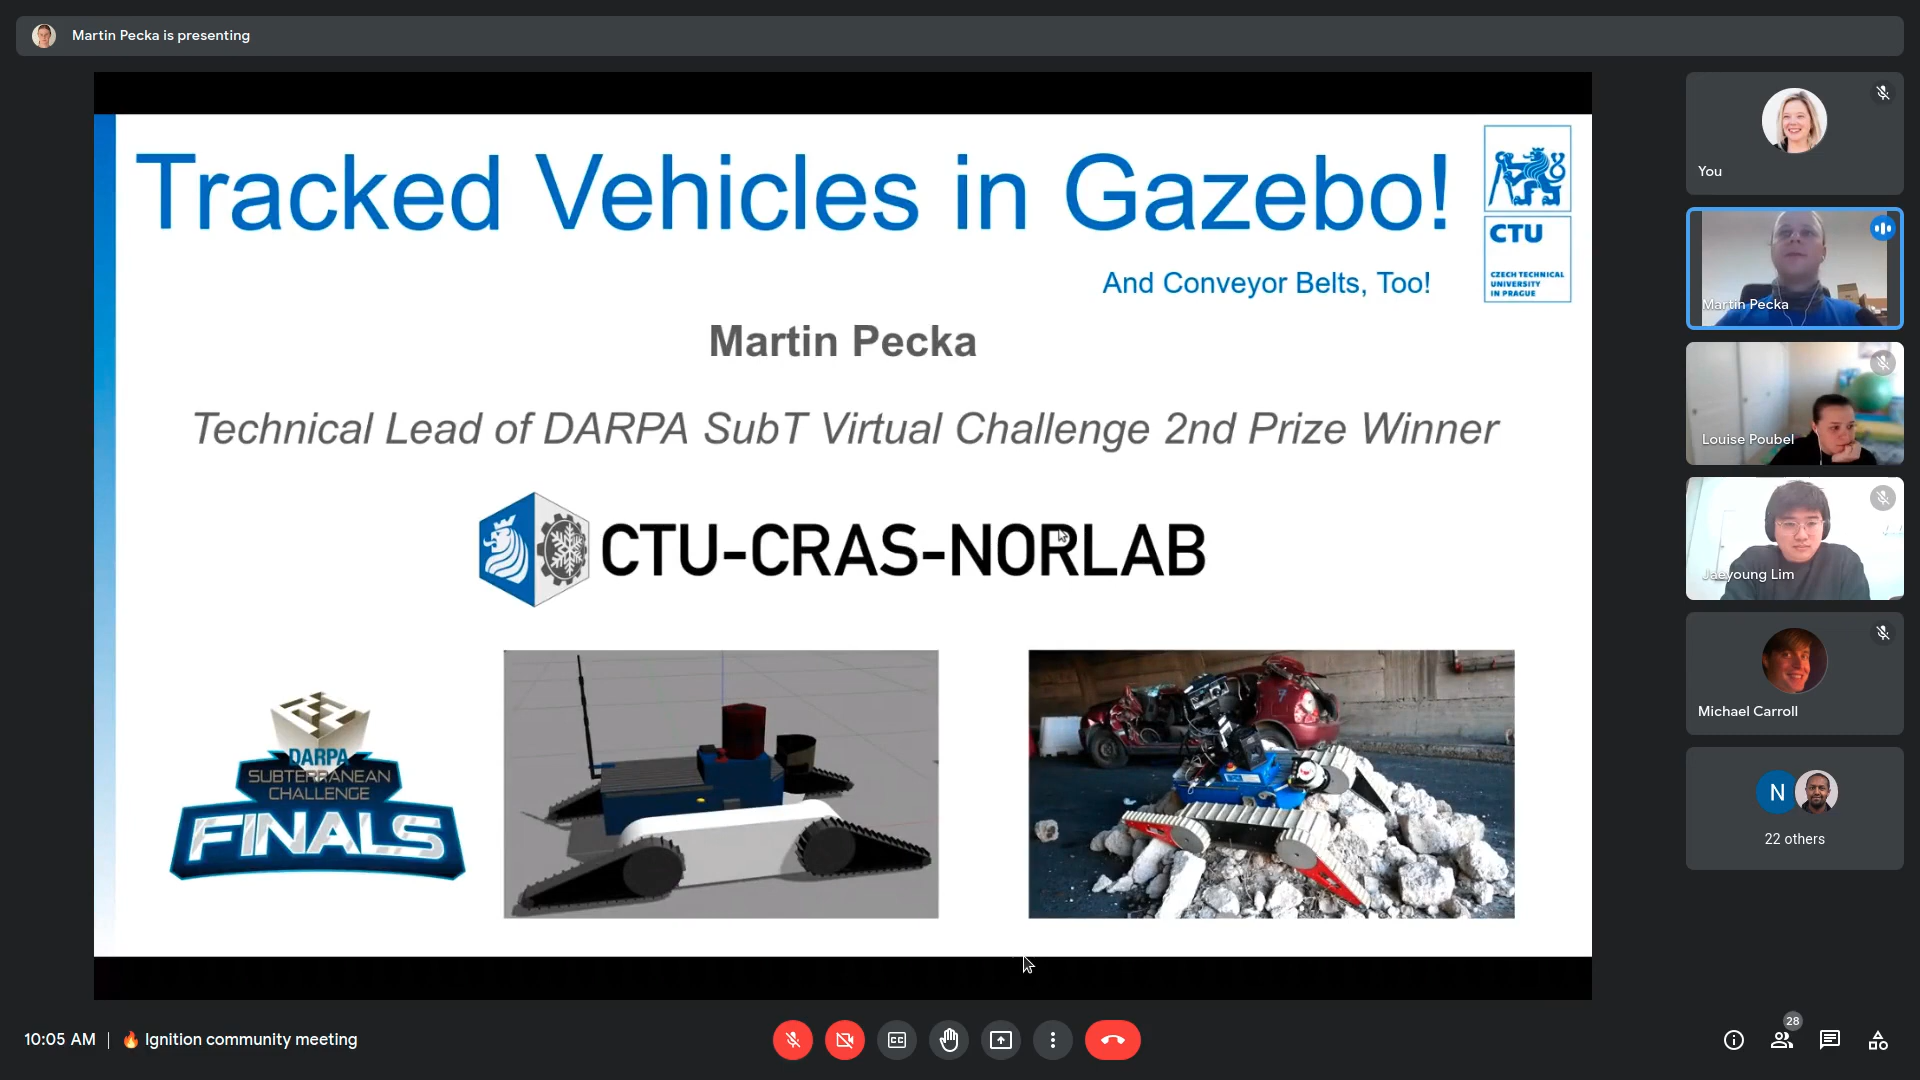 Martin Pecka is presenting
Tracked Vehicles in Gazebo!
And Conveyor Belts, Too!
CTU
CZECH TECHNICAL
UNIVERSITY
IN PRAGUE
Martin Pecka
Technical Lead of DARPA SubT Virtual Challenge 2nd Prize Winner
CTU-CRAS-NORLAB
DARPA
SUBTERRANEAN
CHALLENGE
FINALS
7
You
Martin Pecka
Louise Poubel
Jaeyoung Lim
Michael Carroll
N
22 others
10:05 AM | 🔥 Ignition community meeting
CC
28